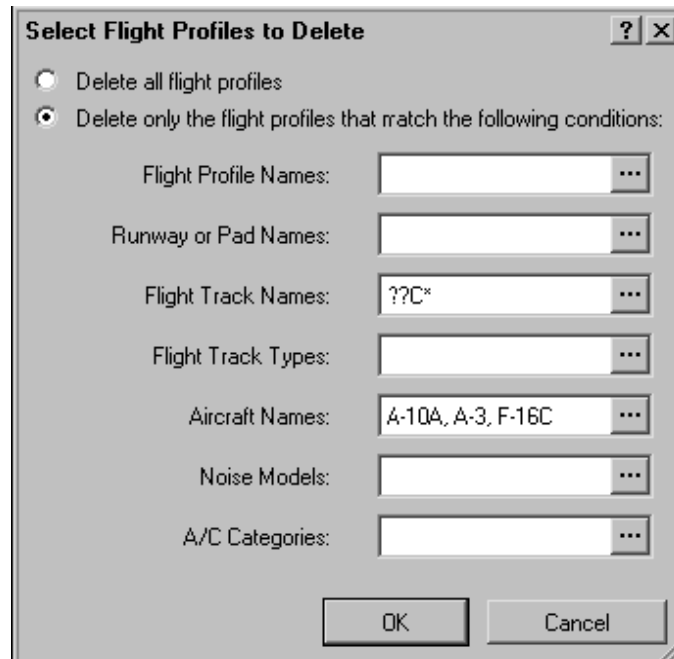 Select Flight Profiles to Delete ? ×
Delete all flight profiles
Delete only the flight profiles that match the following conditions:
Flight Profile Names: ...
Runway or Pad Names: ...
Flight Track Names: ??C* ...
Flight Track Types: ...
Aircraft Names: A-10A, A-3, F-16C ...
Noise Models: ...
A/C Categories: ...
OK Cancel